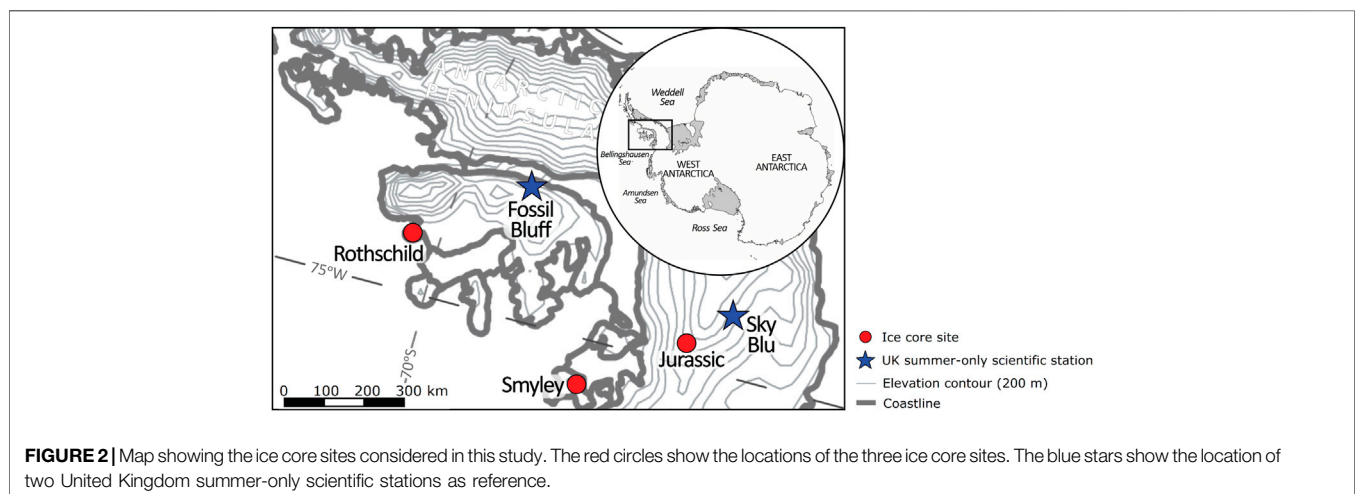 ANTARCTIC
PENINSULA
Weddell
Sea
Bellingshausen
Sea
WEST
ANTARCTICA
EAST
ANTARCTICA
Amundsen
Sea
Ross Sea
Fossil
Bluff
Rothschild
75°W
70°S
Sky
Blu
Jurassic
Smyley
0 100 200 300 km
Ice core site
UK summer-only scientific station
Elevation contour (200 m)
Coastline
FIGURE 2 | Map showing the ice core sites considered in this study. The red circles show the locations of the three ice core sites. The blue stars show the location of
two United Kingdom summer-only scientific stations as reference.